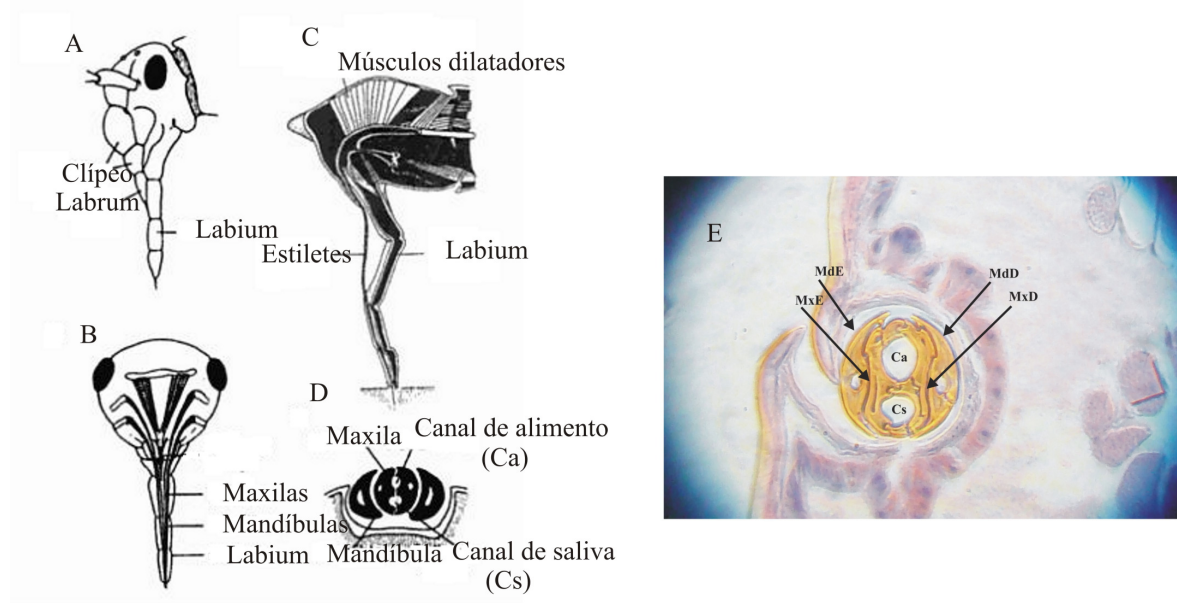 A
Clípeo
Labrum
Labium
C
Músculos dilatadores
Estiletes
Labium
B
Maxilas
Mandíbulas
Labium
D
Maxila
Canal de alimento
(Ca)
Mandíbula
Canal de saliva
(Cs)
E
MdE
MdD
MxE
MxD
Ca
Cs